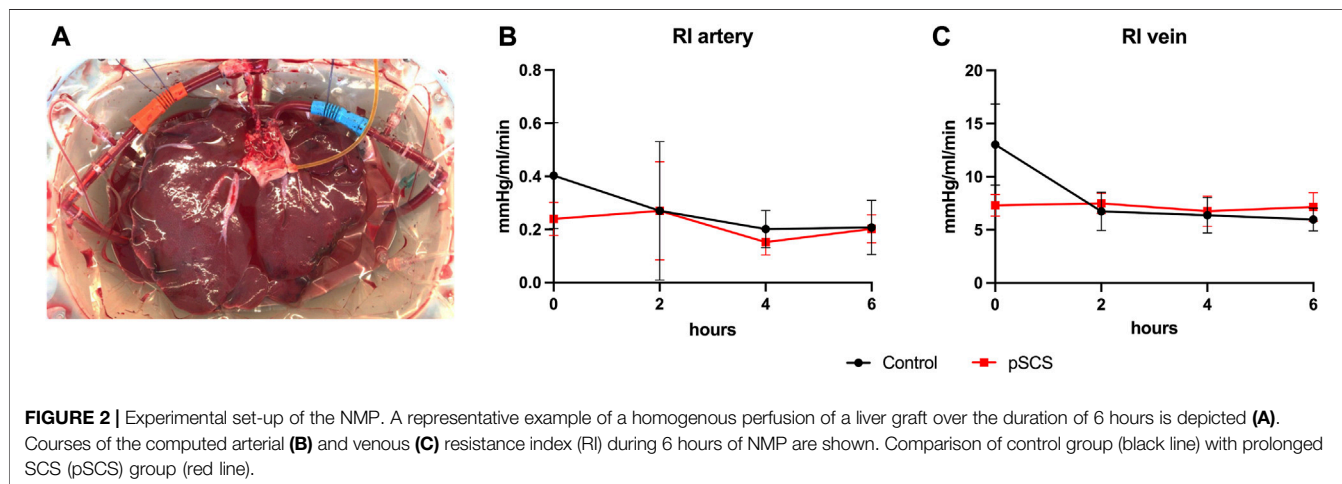 A
B
RI artery
mmHg/ml/min
0.8
0.6
0.4
0.2
0.0
0 2 4 6
hours
C
RI vein
mmHg/ml/min
20
15
10
5
0
0 2 4 6
hours
Control pSCS
FIGURE 2 | Experimental set-up of the NMP. A representative example of a homogenous perfusion of a liver graft over the duration of 6 hours is depicted (A).
Courses of the computed arterial (B) and venous (C) resistance index (RI) during 6 hours of NMP are shown. Comparison of control group (black line) with prolonged
SCS (pSCS) group (red line).